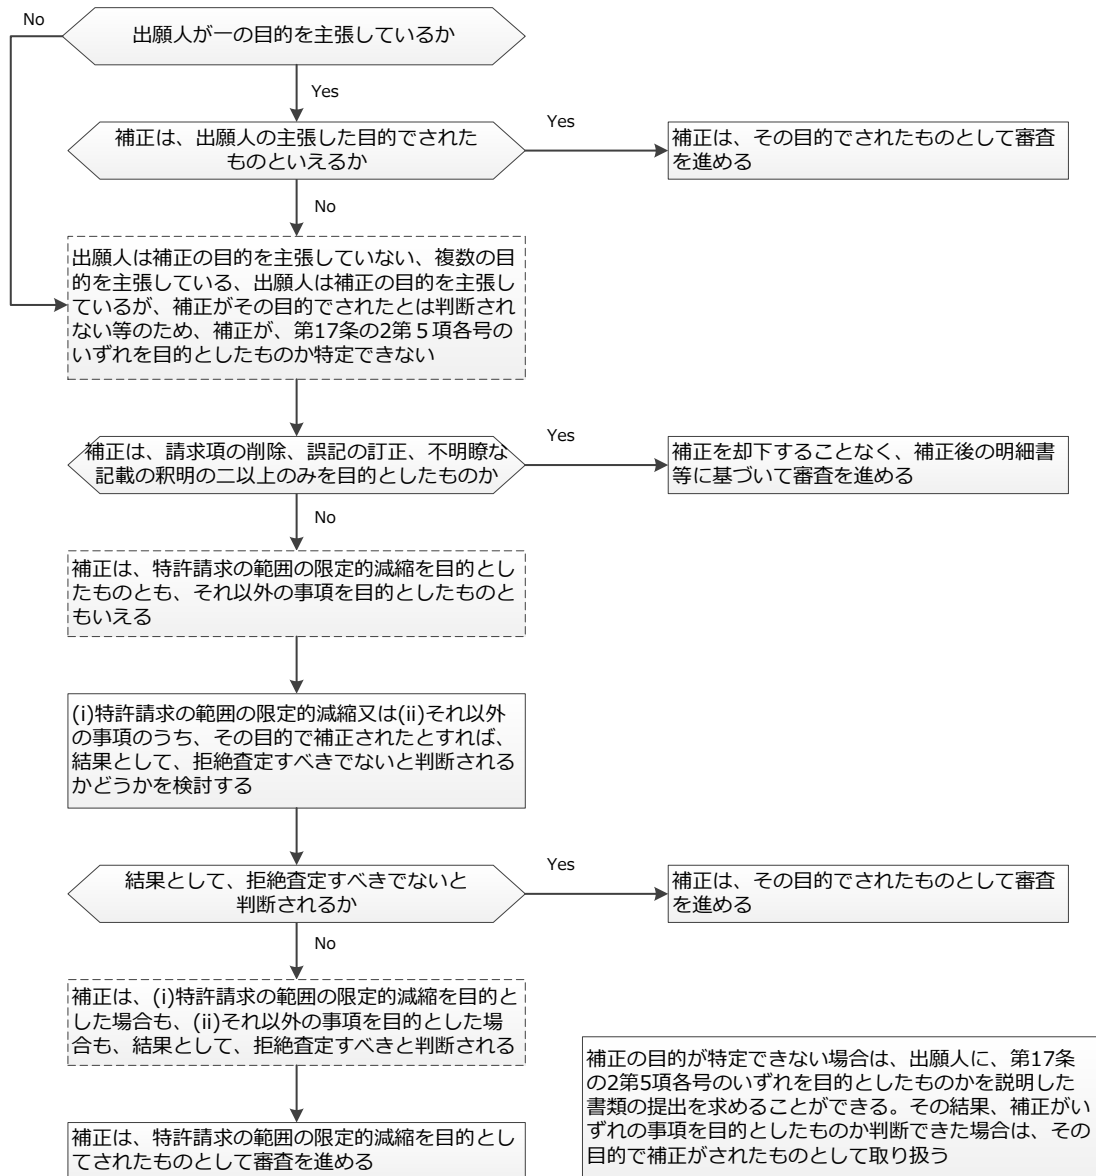 No
出願人が一の目的を主張しているか
Yes
補正は、出願人の主張した目的でされた
ものといえるか
Yes
補正は、その目的でされたものとして審査
を進める
No
出願人は補正の目的を主張していない、複数の目
的を主張している、出願人は補正の目的を主張し
ているが、補正がその目的でされたとは判断され
ない等のため、補正が、第17条の2第５項各号の
いずれを目的としたものか特定できない
補正は、請求項の削除、誤記の訂正、不明瞭な
記載の釈明の二以上のみを目的としたものか
Yes
補正を却下することなく、補正後の明細書
等に基づいて審査を進める
No
補正は、特許請求の範囲の限定的減縮を目的とし
たものとも、それ以外の事項を目的としたものと
もいえる
(i)特許請求の範囲の限定的減縮又は(ii)それ以外
の事項のうち、その目的で補正されたとすれば、
結果として、拒絶査定すべきでないと判断される
かどうかを検討する
結果として、拒絶査定すべきでないと
判断されるか
Yes
補正は、その目的でされたものとして審査
を進める
No
補正は、(i)特許請求の範囲の限定的減縮を目的と
した場合も、(ii)それ以外の事項を目的とした場
合も、結果として、拒絶査定すべきと判断される
補正は、特許請求の範囲の限定的減縮を目的とし
てされたものとして審査を進める
補正の目的が特定できない場合は、出願人に、第17条
の2第5項各号のいずれを目的としたものかを説明した
書類の提出を求めることができる。その結果、補正がい
ずれの事項を目的としたものか判断できた場合は、その
目的で補正がされたものとして取り扱う